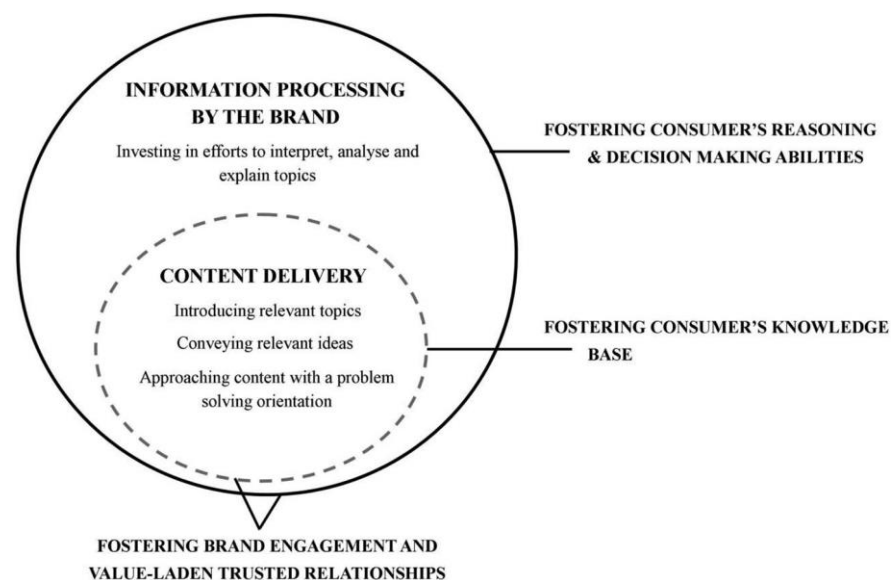 INFORMATION PROCESSING
BY THE BRAND
Investing in efforts to interpret, analyse and
explain topics
FOSTERING CONSUMER'S REASONING
& DECISION MAKING ABILITIES
CONTENT DELIVERY
Introducing relevant topics
Conveying relevant ideas
Approaching content with a problem
solving orientation
FOSTERING CONSUMER'S KNOWLEDGE
BASE
FOSTERING BRAND ENGAGEMENT AND
VALUE-LADEN TRUSTED RELATIONSHIPS